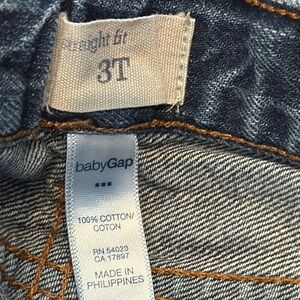 straight fit
3T
babyGap
100% COTTON/
COTON
RN 54023
CA 17897
MADE IN
PHILIPPINES